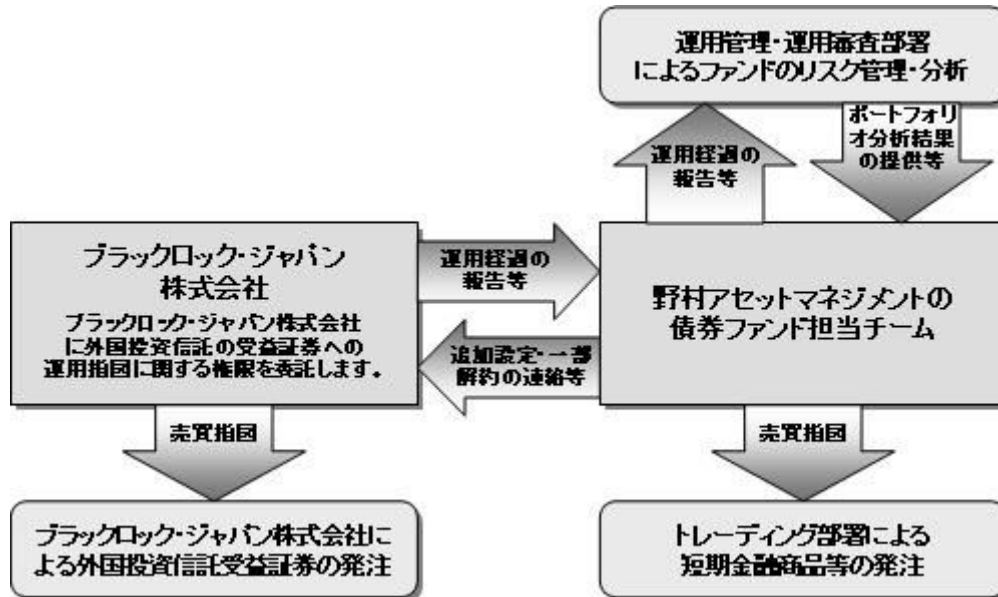 運用管理・運用審査部署
によるファンドのリスク管理・分析
運用経過の
報告等
ポートフォリ
オ分析結果
の提供等
ブラックロック・ジャパン
株式会社
ブラックロック・ジャパン株式会社
に外国投資信託の受益証券への
運用指図に関する権限を委託します。
運用経過の
報告等
追加設定・一部
解約の連絡等
野村アセットマネジメントの
債券ファンド担当チーム
売買指図
売買指図
ブラックロック・ジャパン株式会社に
よる外国投資信託受益証券の発注
トレーディング部署による
短期金融商品等の発注